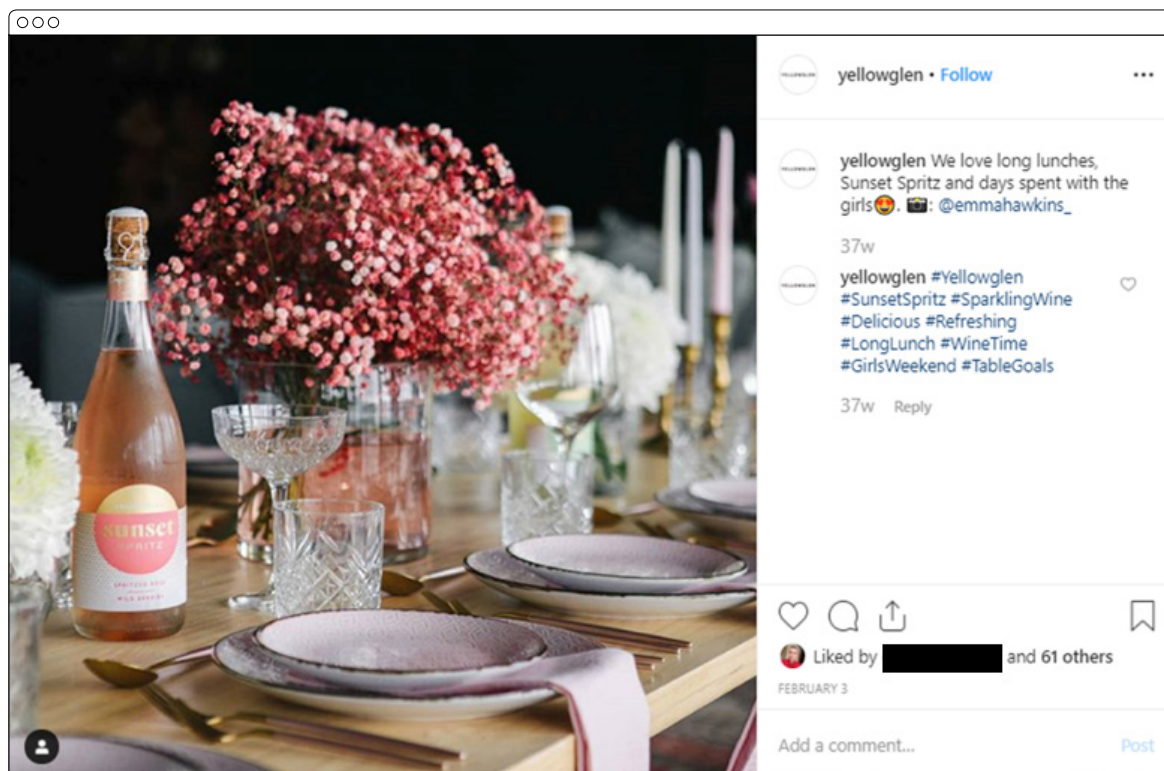 yellowglen • Follow
yellowglen We love long lunches,
Sunset Spritz and days spent with the
girls😍. 📷: @emmahawkins_
37w
yellowglen #Yellowglen
#SunsetSpritz #SparklingWine
#Delicious #Refreshing
#LongLunch #WineTime
#GirlsWeekend #TableGoals
37w Reply
sunset
SPRITZ
Liked by and 61 others
FEBRUARY 3
Add a comment... Post